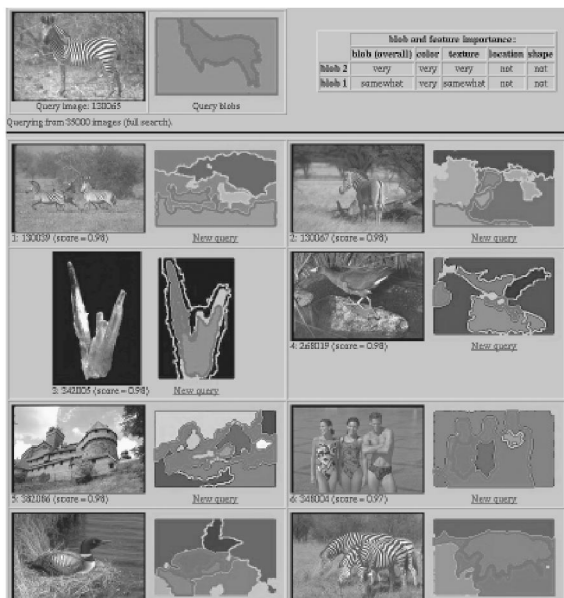 blob and feature importance:
blob (overall) color texture location shape
blob 2 very very very not not
blob 1 somewhat very somewhat not not
Query image: 130065
Query blobs
Querying from 35000 images (full search).
1: 130039 (score = 0.98)
New query
2: 130067 (score = 0.98)
New query
3: 342005 (score = 0.98)
New query
4: 268019 (score = 0.98)
New query
5: 382086 (score = 0.98)
New query
6: 348004 (score = 0.97)
New query